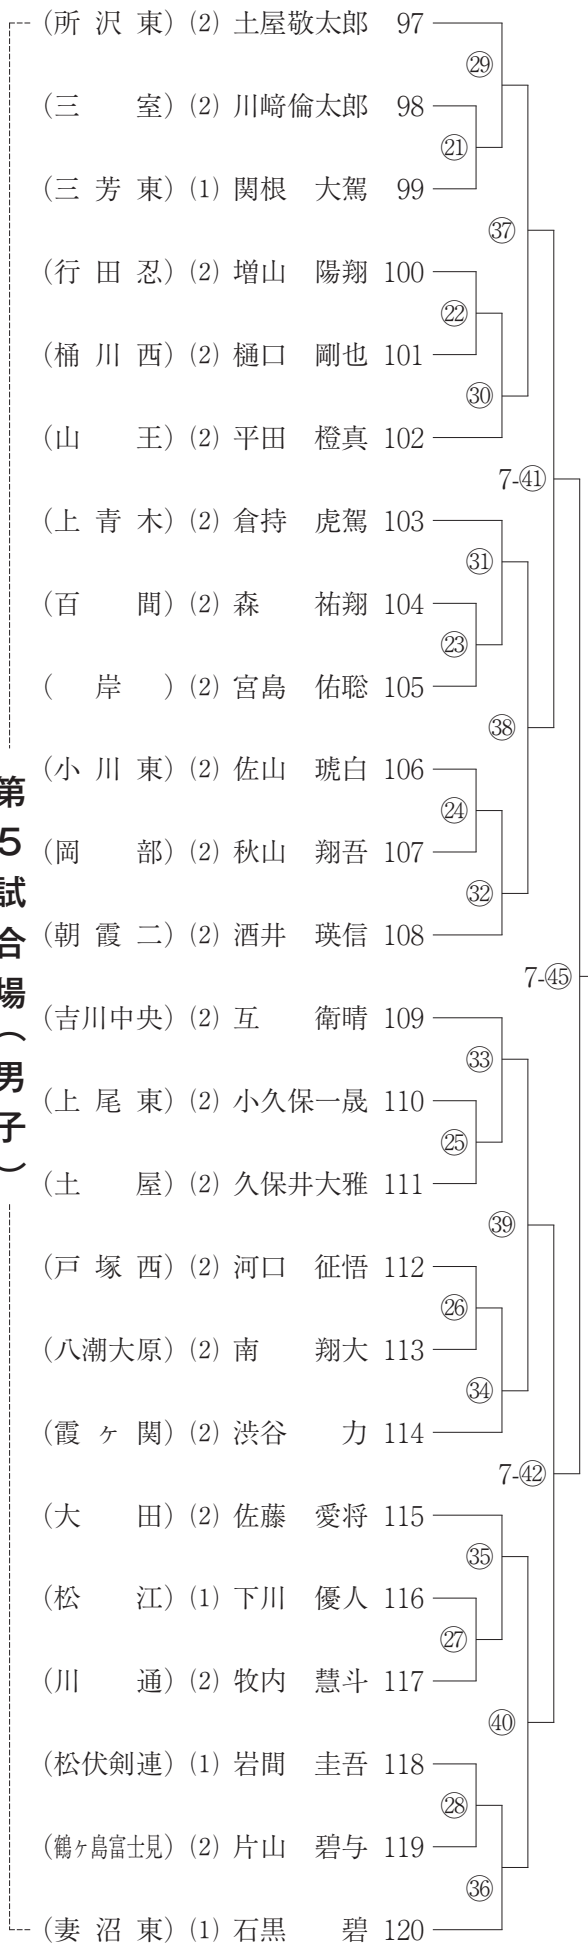 第5試合場（男子）
（所沢東）(2) 土屋敬太郎 97
㉙
（三室）(2) 川﨑倫太郎 98
㉑
（三芳東）(1) 関根 大駕 99
㊲
（行田忍）(2) 増山 陽翔 100
㉒
（桶川西）(2) 樋口 剛也 101
㉚
（山王）(2) 平田 橙真 102
7-㊶
（上青木）(2) 倉持 虎駕 103
㉛
（百間）(2) 森 祐翔 104
㉓
（岸）(2) 宮島 佑聡 105
㊳
（小川東）(2) 佐山 琥白 106
㉔
（岡部）(2) 秋山 翔吾 107
㉜
（朝霞二）(2) 酒井 瑛信 108
7-㊺
（吉川中央）(2) 互 衛晴 109
㉝
（上尾東）(2) 小久保一晟 110
㉕
（土屋）(2) 久保井大雅 111
㊴
（戸塚西）(2) 河口 征悟 112
㉖
（八潮大原）(2) 南 翔大 113
㉞
（霞ヶ関）(2) 渋谷 力 114
7-㊷
（大田）(2) 佐藤 愛将 115
㉟
（松江）(1) 下川 優人 116
㉗
（川通）(2) 牧内 慧斗 117
㊵
（松伏剣連）(1) 岩間 圭吾 118
㉘
（鶴ヶ島富士見）(2) 片山 碧与 119
㊱
（妻沼東）(1) 石黒 碧 120